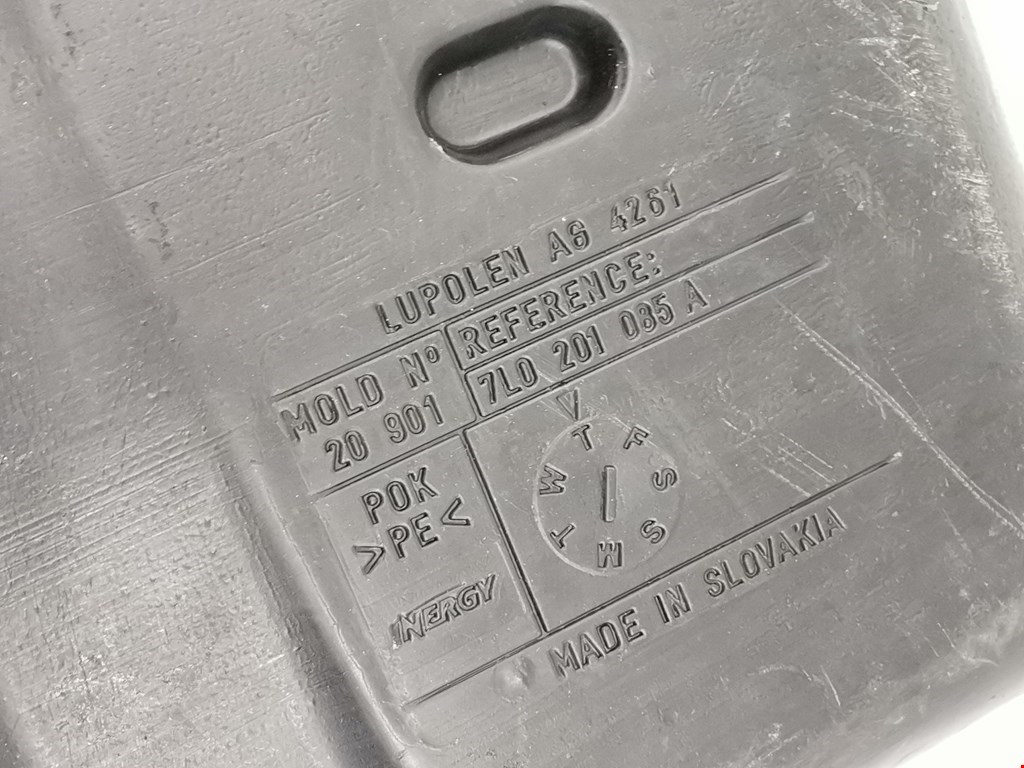 LUPOLEN AG 4261
MOLD Nº
20 901
REFERENCE:
7L0 201 085 A
POK
>PE<
INERGY
V
M T W T F S S
MADE IN SLOVAKIA